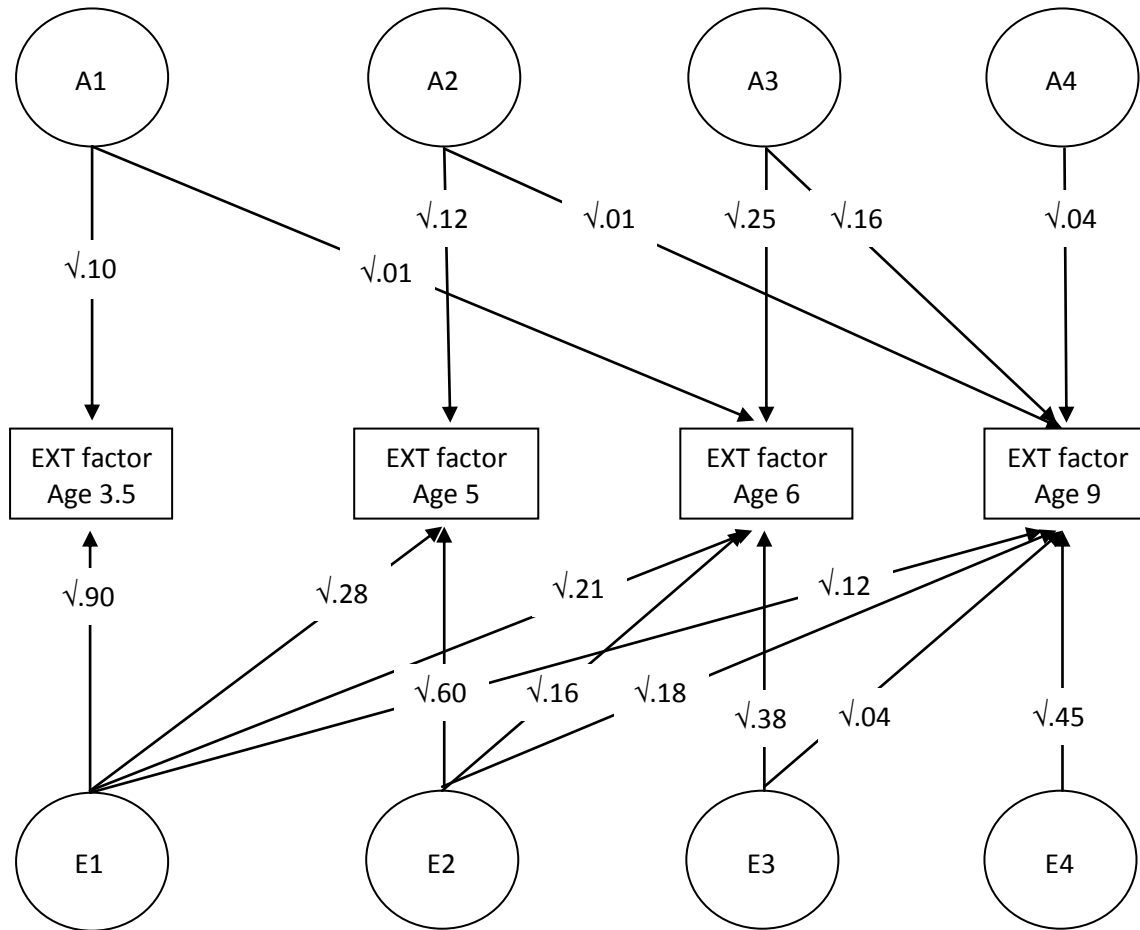 A1
A2
A3
A4
√.12
√.01
√.25
√.16
√.04
√.10
√.01
EXT factor
Age 3.5
EXT factor
Age 5
EXT factor
Age 6
EXT factor
Age 9
√.90
√.28
√.21
√.12
√.60
√.16
√.18
√.38
√.04
√.45
E1
E2
E3
E4